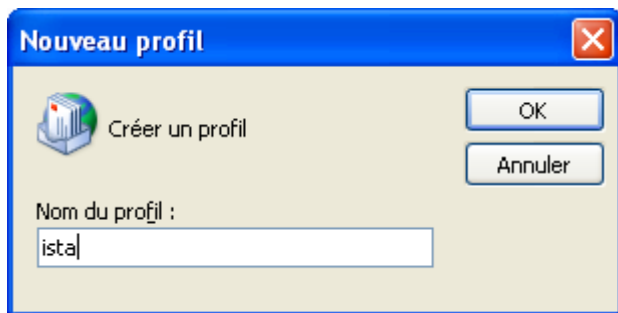 Nouveau profil
Créer un profil
OK
Annuler
Nom du profil :
ista